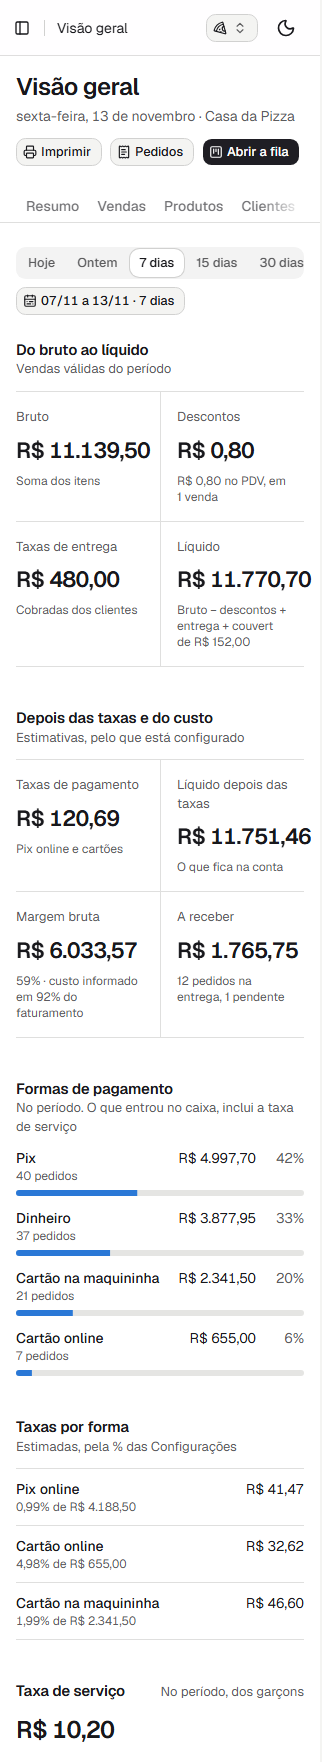 Visão geral
Visão geral
sexta-feira, 13 de novembro · Casa da Pizza
Imprimir
Pedidos
Abrir a fila
Resumo
Vendas
Produtos
Clientes
Hoje
Ontem
7 dias
15 dias
30 dias
07/11 a 13/11 · 7 dias
Do bruto ao líquido
Vendas válidas do período
Bruto
R$ 11.139,50
Soma dos itens
Descontos
R$ 0,80
R$ 0,80 no PDV, em
1 venda
Taxas de entrega
R$ 480,00
Cobradas dos clientes
Líquido
R$ 11.770,70
Bruto − descontos +
entrega + couvert
de R$ 152,00
Depois das taxas e do custo
Estimativas, pelo que está configurado
Taxas de pagamento
R$ 120,69
Pix online e cartões
Líquido depois das
taxas
R$ 11.751,46
O que fica na conta
Margem bruta
R$ 6.033,57
59% · custo informado
em 92% do
faturamento
A receber
R$ 1.765,75
12 pedidos na
entrega, 1 pendente
Formas de pagamento
No período. O que entrou no caixa, inclui a taxa
de serviço
Pix R$ 4.997,70 42%
40 pedidos
Dinheiro R$ 3.877,95 33%
37 pedidos
Cartão na maquininha R$ 2.341,50 20%
21 pedidos
Cartão online R$ 655,00 6%
7 pedidos
Taxas por forma
Estimadas, pela % das Configurações
Pix online R$ 41,47
0,99% de R$ 4.188,50
Cartão online R$ 32,62
4,98% de R$ 655,00
Cartão na maquininha R$ 46,60
1,99% de R$ 2.341,50
Taxa de serviço No período, dos garçons
R$ 10,20